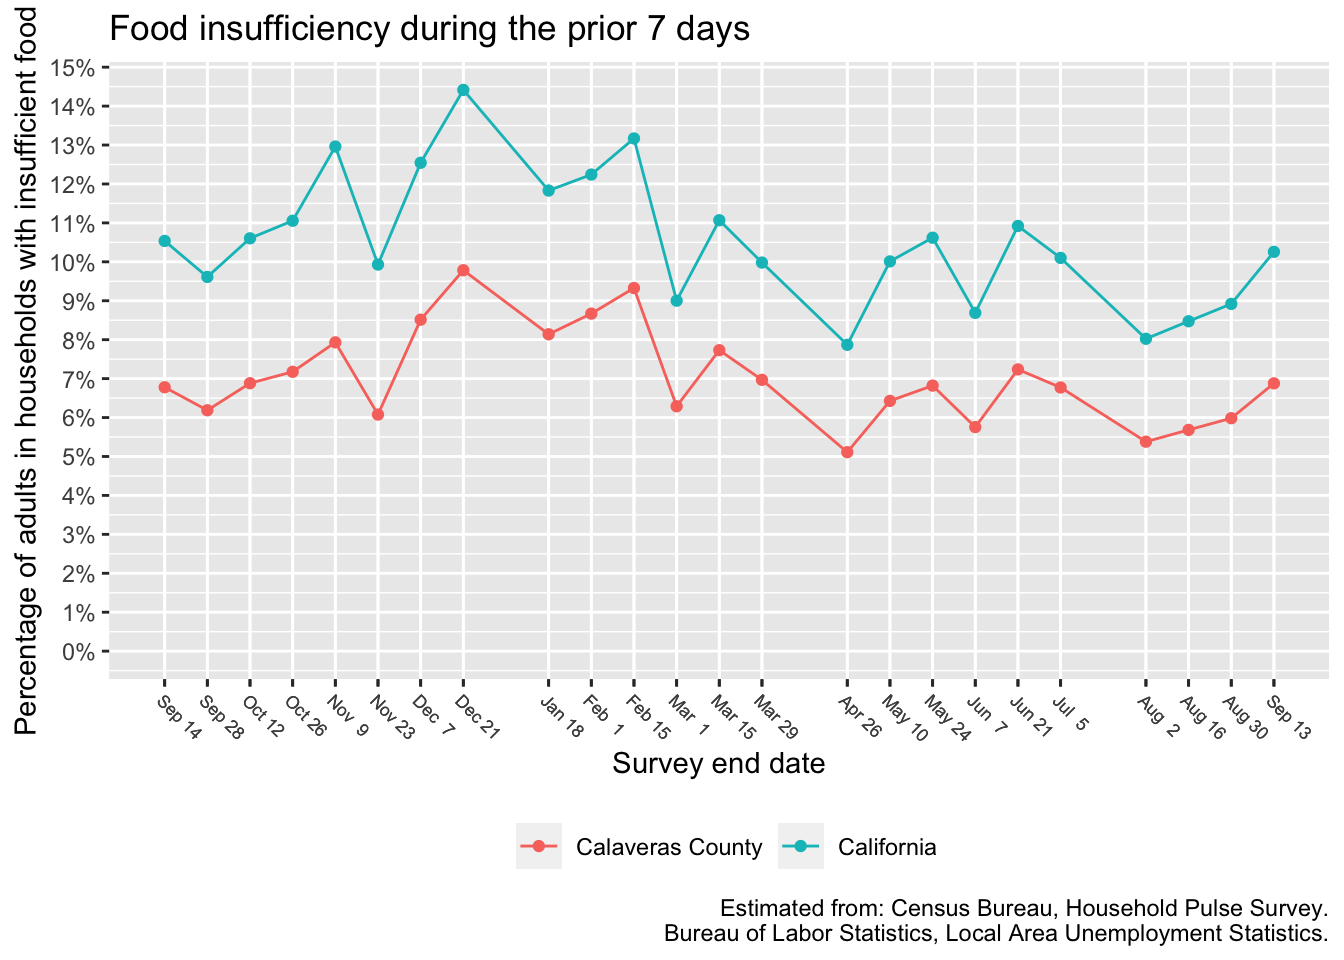 Food insufficiency during the prior 7 days
Percentage of adults in households with insufficient food
15%
14%
13%
12%
11%
10%
9%
8%
7%
6%
5%
4%
3%
2%
1%
0%
Sep 14
Sep 28
Oct 12
Oct 26
Nov 9
Nov 23
Dec 7
Dec 21
Jan 18
Feb 1
Feb 15
Mar 1
Mar 15
Mar 29
Apr 26
May 10
May 24
Jun 7
Jun 21
Jul 5
Aug 2
Aug 16
Aug 30
Sep 13
Survey end date
Calaveras County
California
Estimated from: Census Bureau, Household Pulse Survey.
Bureau of Labor Statistics, Local Area Unemployment Statistics.